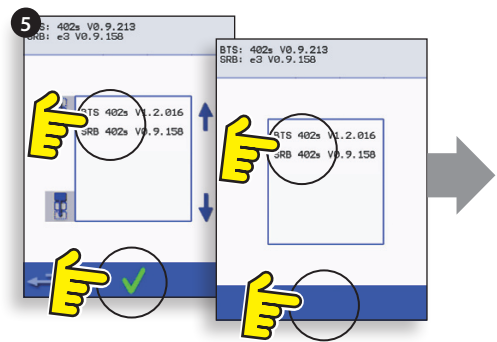 5
S: 402s V0.9.213
SRB: e3 V0.9.158
BTS 402s V1.2.016
SRB 402s V0.9.158
BTS: 402s V0.9.213
SRB: e3 V0.9.158
BTS 402s V1.2.016
SRB 402s V0.9.158